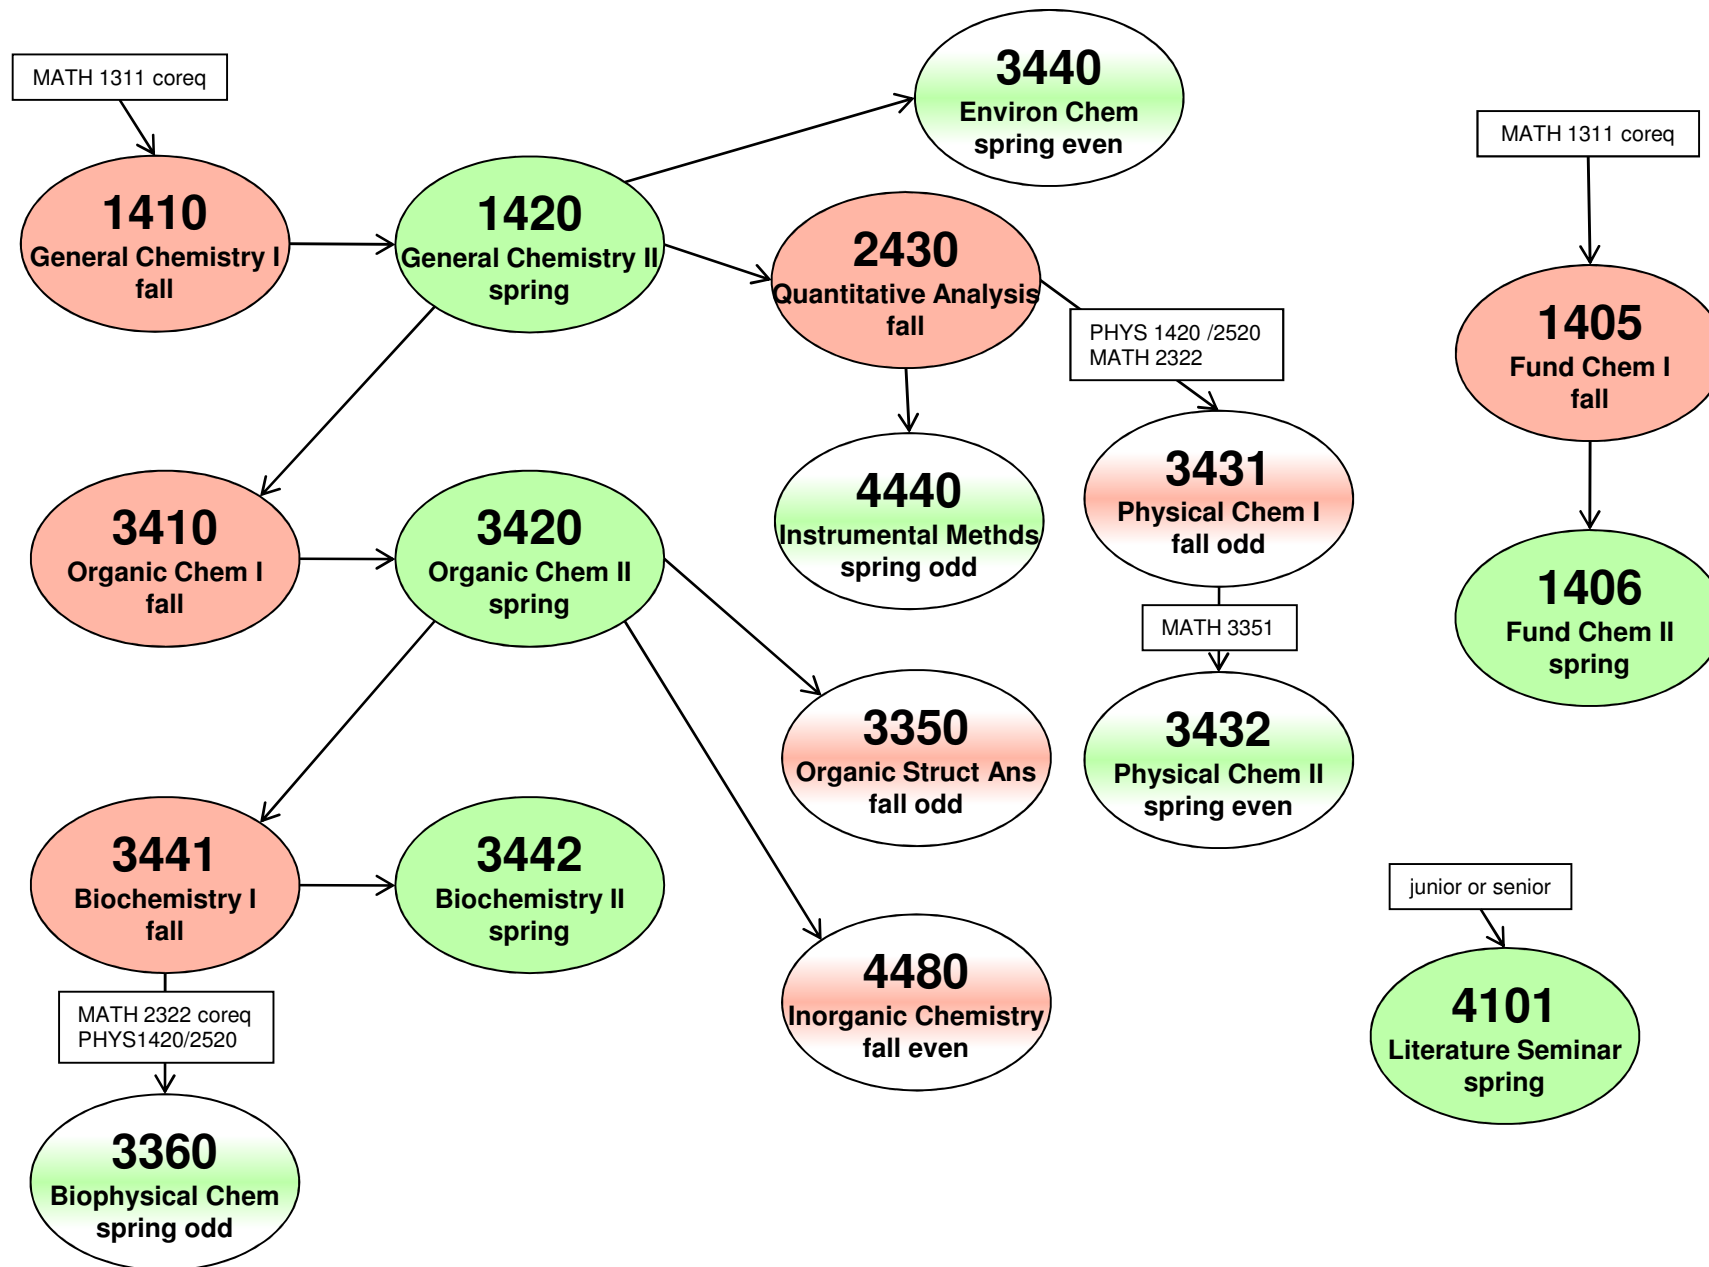 MATH 1311 coreq
1410
General Chemistry I
fall
1420
General Chemistry II
spring
3440
Environ Chem
spring even
2430
Quantitative Analysis
fall
PHYS 1420 /2520
MATH 2322
MATH 1311 coreq
1405
Fund Chem I
fall
3410
Organic Chem I
fall
3420
Organic Chem II
spring
4440
Instrumental Methds
spring odd
3431
Physical Chem I
fall odd
MATH 3351
1406
Fund Chem II
spring
3350
Organic Struct Ans
fall odd
3432
Physical Chem II
spring even
3441
Biochemistry I
fall
3442
Biochemistry II
spring
junior or senior
4480
Inorganic Chemistry
fall even
4101
Literature Seminar
spring
MATH 2322 coreq
PHYS1420/2520
3360
Biophysical Chem
spring odd